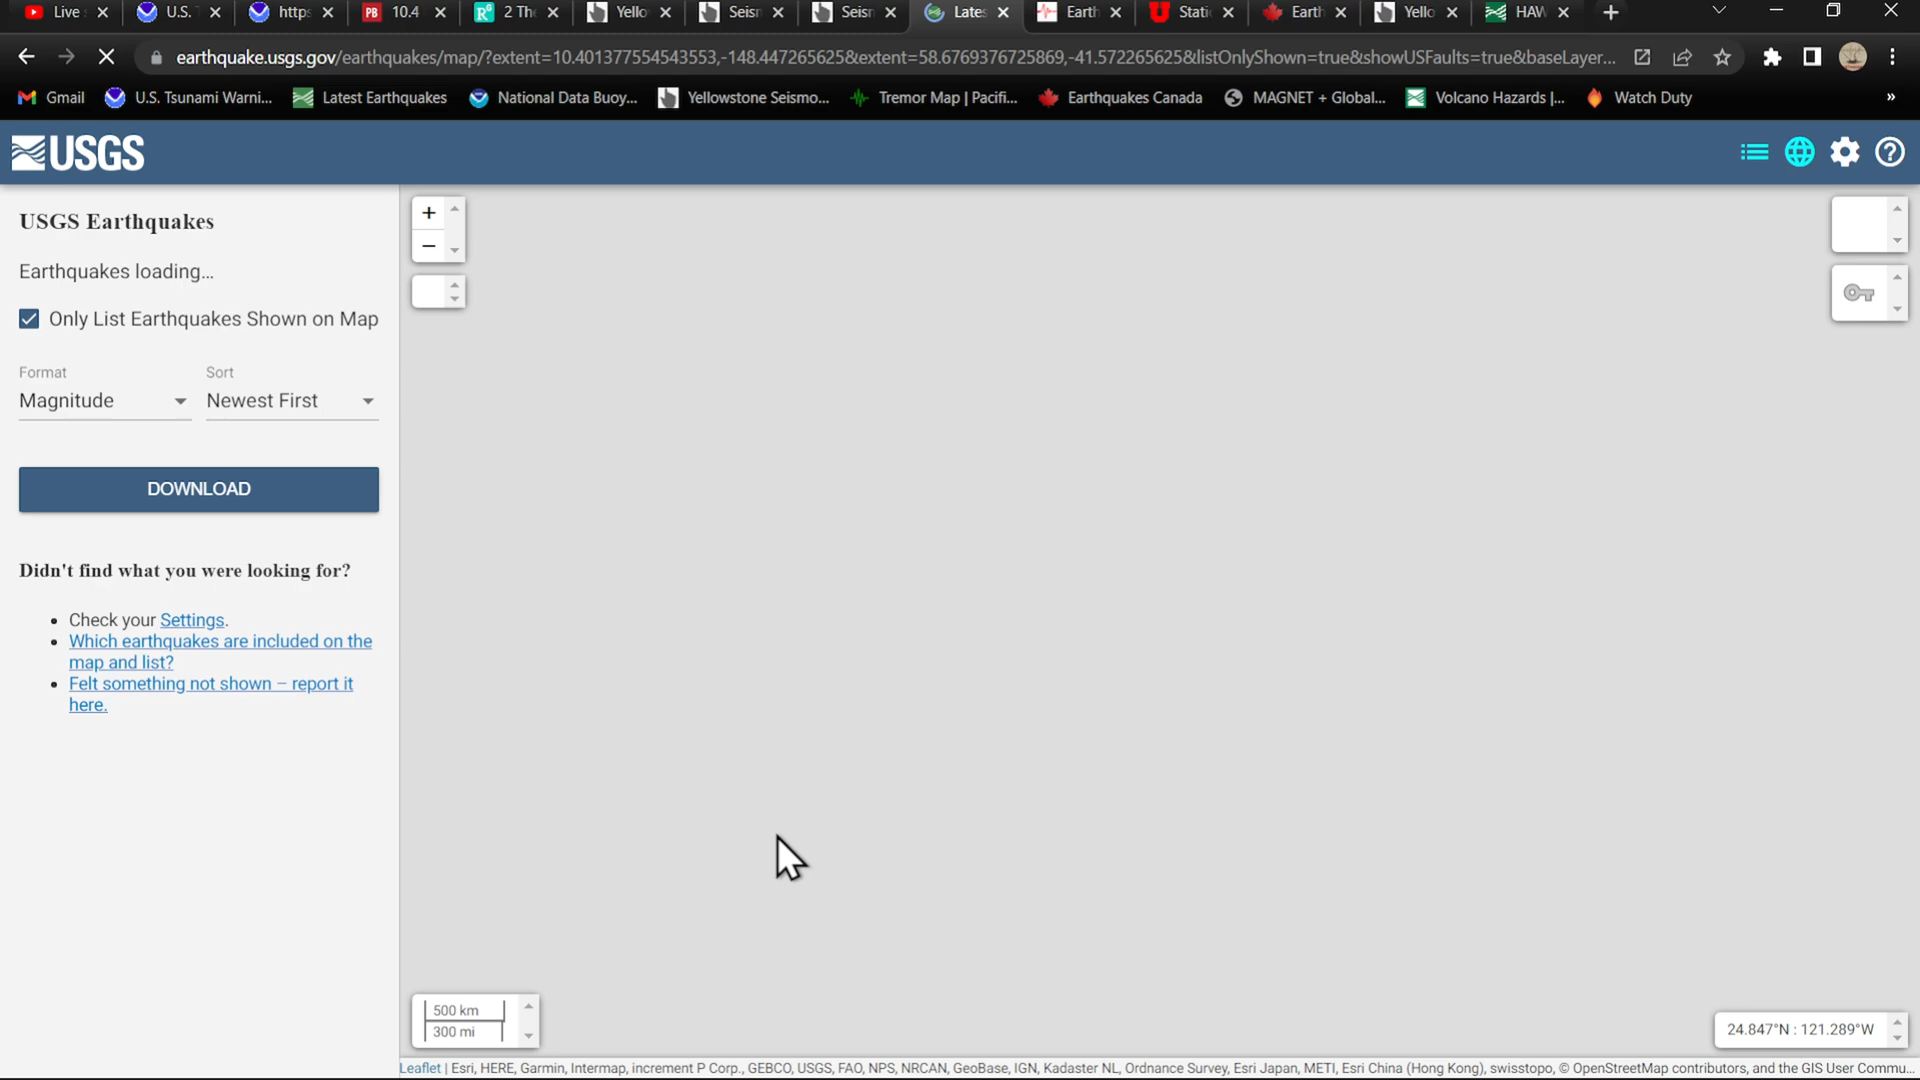 Live
U.S. T
https
10.4
2 The
Yello
Seisn
Seisn
Lates
Earth
Stati
Earth
Yello
HAW
earthquake.usgs.gov/earthquakes/map/?extent=10.401377554543553,-148.447265625&extent=58.6769376725869,-41.572265625&listOnlyShown=true&showUSFaults=true&baseLayer...
Gmail
U.S. Tsunami Warni...
Latest Earthquakes
National Data Buoy...
Yellowstone Seismo...
Tremor Map | Pacifi...
Earthquakes Canada
MAGNET + Global...
Volcano Hazards |...
Watch Duty
»
USGS
USGS Earthquakes
Earthquakes loading...
Only List Earthquakes Shown on Map
Format
Sort
Magnitude
Newest First
DOWNLOAD
Didn't find what you were looking for?
Check your Settings.
Which earthquakes are included on the
map and list?
Felt something not shown – report it
here.
+
−
500 km
300 mi
24.847°N : 121.289°W
Leaflet | Esri, HERE, Garmin, Intermap, increment P Corp., GEBCO, USGS, FAO, NPS, NRCAN, GeoBase, IGN, Kadaster NL, Ordnance Survey, Esri Japan, METI, Esri China (Hong Kong), swisstopo, © OpenStreetMap contributors, and the GIS User Commu...